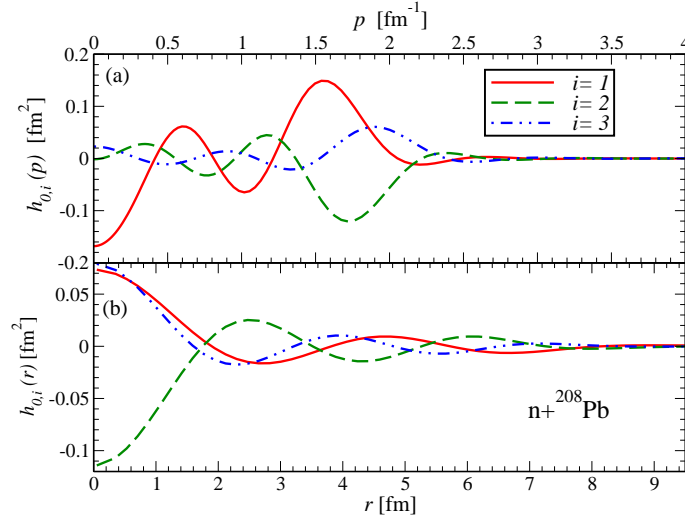 p [fm⁻¹]
0 0.5 1 1.5 2 2.5 3 3.5 4
(a)
i= 1
i= 2
i= 3
0.2
0.1
0
-0.1
-0.2
h0,i (p) [fm²]
(b)
0.05
0
-0.05
-0.1
h0,i (r) [fm²]
n+²⁰⁸Pb
0 1 2 3 4 5 6 7 8 9
r [fm]